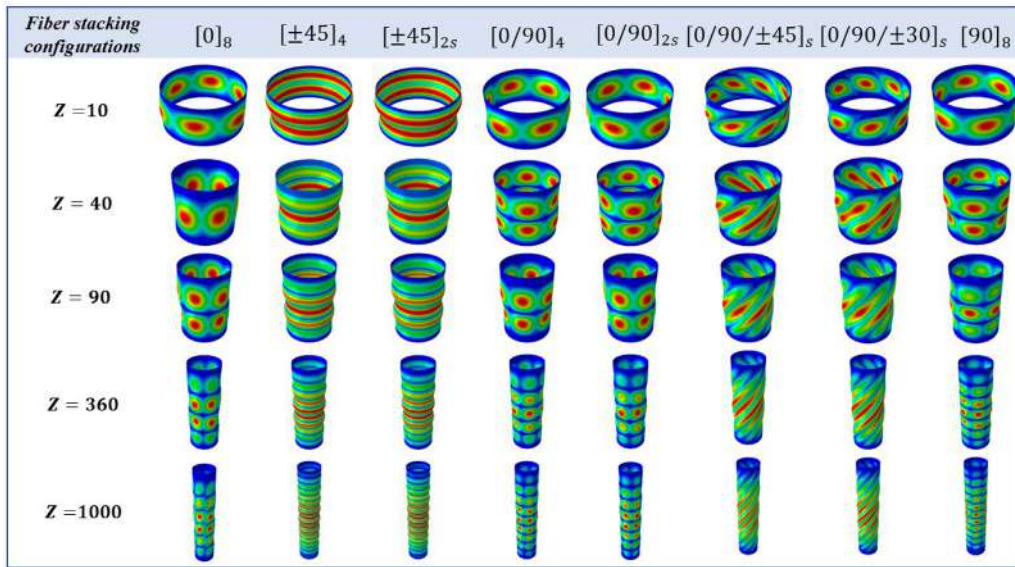 Fiber stacking
configurations
[0]₈ [±45]₄ [±45]₂ₛ [0/90]₄ [0/90]₂ₛ [0/90/±45]ₛ [0/90/±30]ₛ [90]₈
Z =10
Z = 40
Z = 90
Z = 360
Z =1000